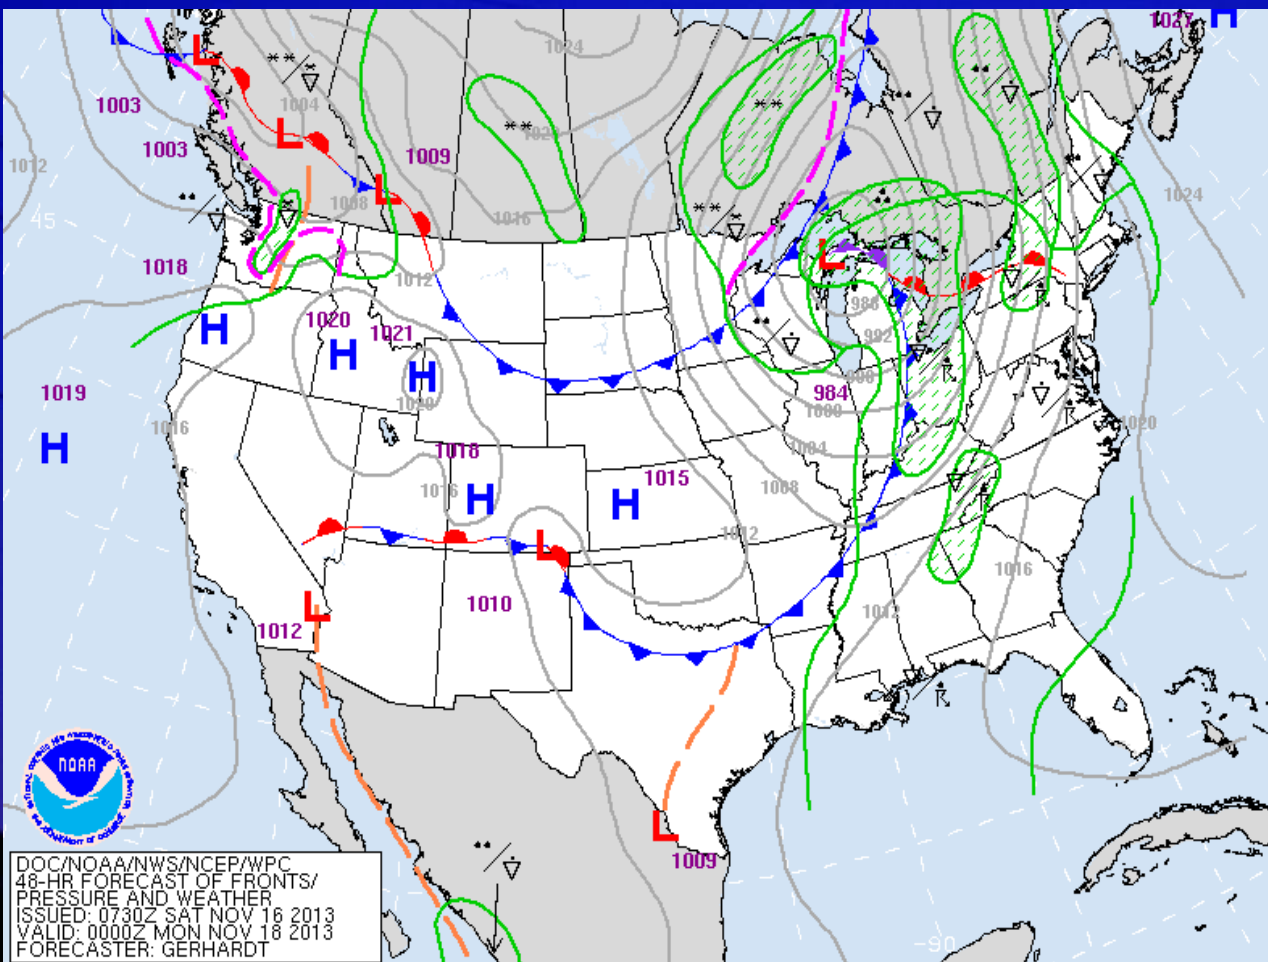 1027
1024
1003
1004
1003
1009
1020
1012
1008
1016
1024
45
1018
1012
988
1020
1021
992
1019
984
1020
1000
1016
1020
1004
1018
1015
1016
1008
1012
1016
1010
1012
1012
1009
NOAA
DOC/NOAA/NWS/NCEP/WPC
48-HR FORECAST OF FRONTS/
PRESSURE AND WEATHER
ISSUED: 0730Z SAT NOV 16 2013
VALID: 0000Z MON NOV 18 2013
FORECASTER: GERHARDT
-90
H
L
L
L
L
H
H
H
H
H
H
L
L
L